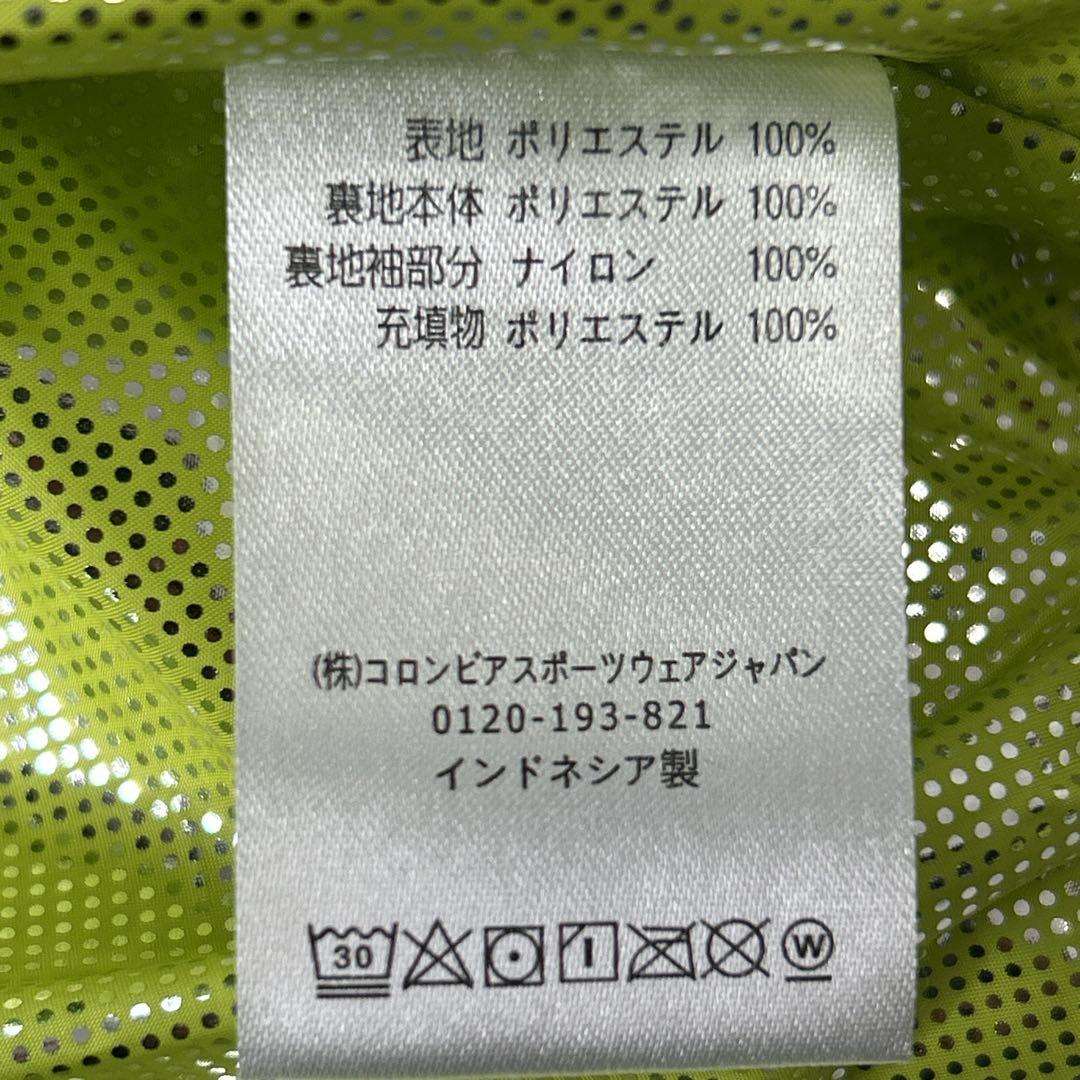 表地 ポリエステル 100%
裏地本体 ポリエステル 100%
裏地袖部分 ナイロン 100%
充填物 ポリエステル 100%
(株)コロンビアスポーツウェアジャパン
0120-193-821
インドネシア製
30 W